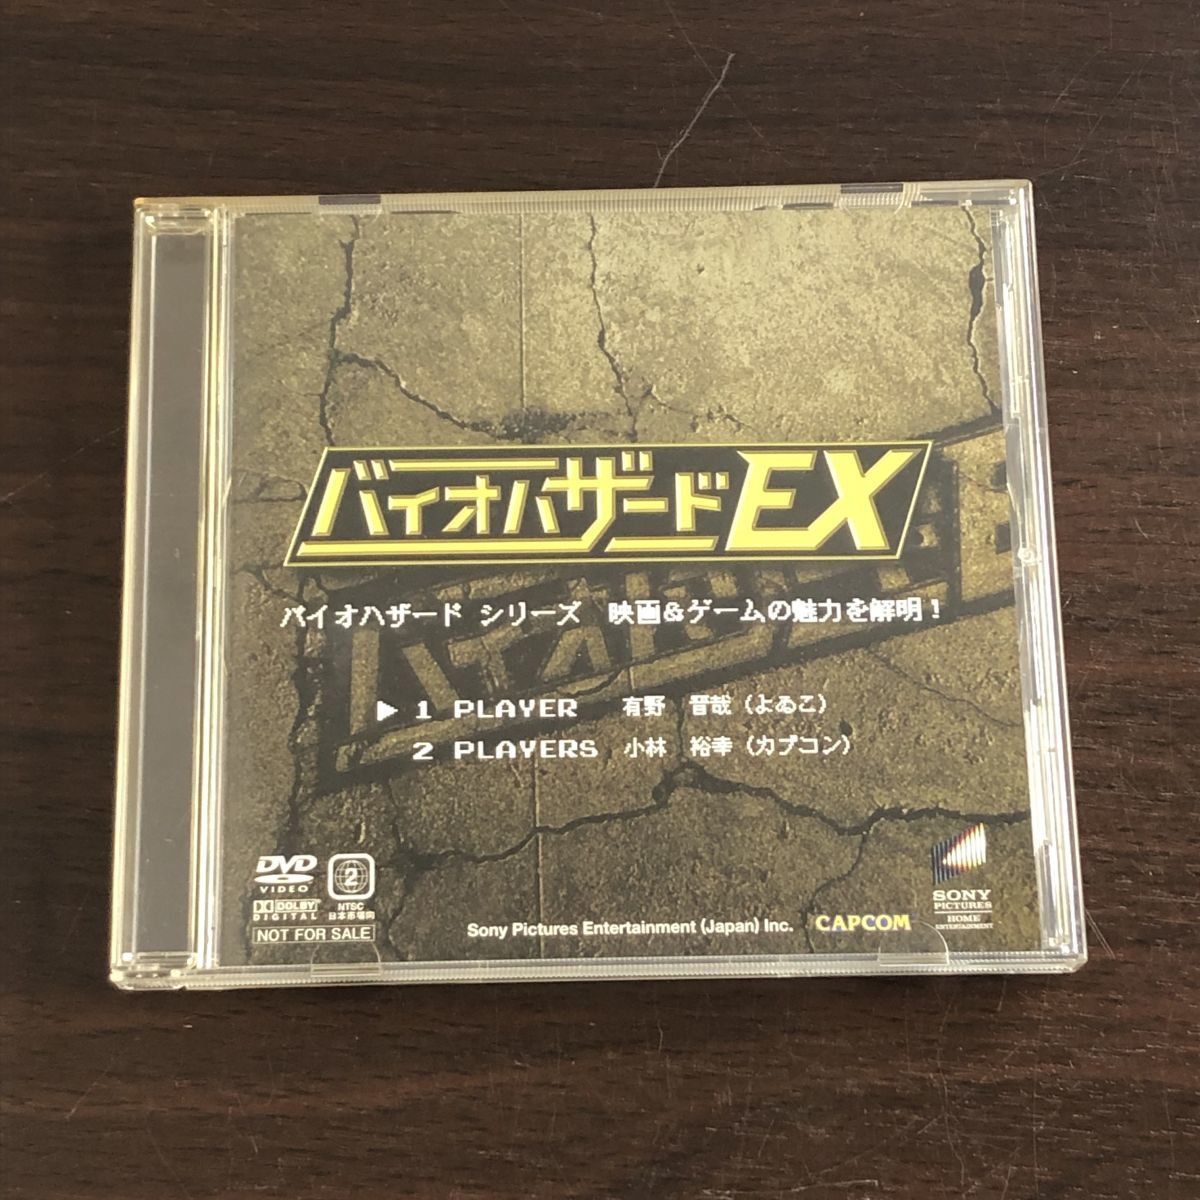 バイオハザードEX
バイオハザード シリーズ 映画&ゲームの魅力を解明！
▶ 1 PLAYER 有野 晋哉（よゐこ）
2 PLAYERS 小林 裕幸（カプコン）
DVD
VIDEO
DOLBY
DIGITAL
2
NTSC
日本市場向
NOT FOR SALE
Sony Pictures Entertainment (Japan) Inc.
CAPCOM
SONY
PICTURES
HOME
ENTERTAINMENT